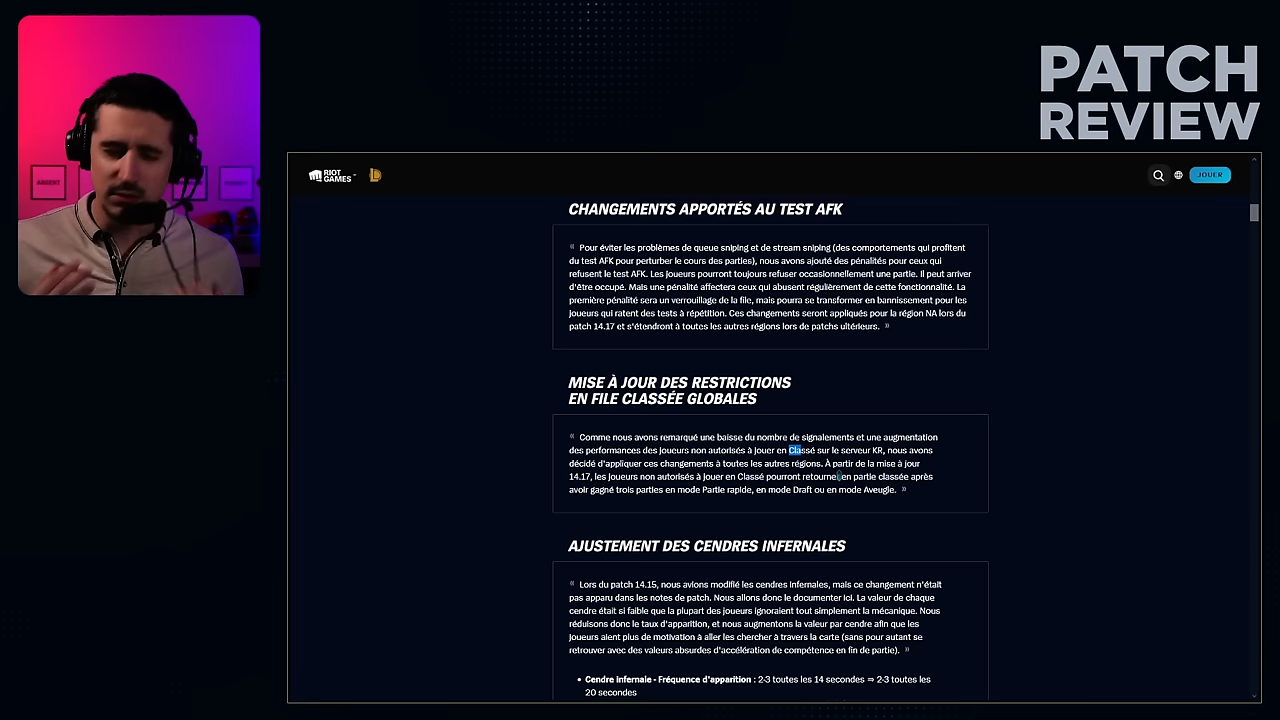 PATCH
REVIEW
RIOT
GAMES
JOUER
CHANGEMENTS APPORTÉS AU TEST AFK
« Pour éviter les problèmes de queue sniping et de stream sniping (des comportements qui profitent
du test AFK pour perturber le cours des parties), nous avons ajouté des pénalités pour ceux qui
refusent le test AFK. Les joueurs pourront toujours refuser occasionnellement une partie. Il peut arriver
d'être occupé. Mais une pénalité affectera ceux qui abusent régulièrement de cette fonctionnalité. La
première pénalité sera un verrouillage de la file, mais pourra se transformer en bannissement pour les
joueurs qui ratent des tests à répétition. Ces changements seront appliqués pour la région NA lors du
patch 14.17 et s'étendront à toutes les autres régions lors de patchs ultérieurs. »
MISE À JOUR DES RESTRICTIONS
EN FILE CLASSÉE GLOBALES
« Comme nous avons remarqué une baisse du nombre de signalements et une augmentation
des performances des joueurs non autorisés à jouer en Classé sur le serveur KR, nous avons
décidé d'appliquer ces changements à toutes les autres régions. À partir de la mise à jour
14.17, les joueurs non autorisés à jouer en Classé pourront retourner en partie classée après
avoir gagné trois parties en mode Partie rapide, en mode Draft ou en mode Aveugle. »
AJUSTEMENT DES CENDRES INFERNALES
« Lors du patch 14.15, nous avions modifié les cendres infernales, mais ce changement n'était
pas apparu dans les notes de patch. Nous allons donc le documenter ici. La valeur de chaque
cendre était si faible que la plupart des joueurs ignoraient tout simplement la mécanique. Nous
réduisons donc le taux d'apparition, et nous augmentons la valeur par cendre afin que les
joueurs aient plus de motivation à aller les chercher à travers la carte (sans pour autant se
retrouver avec des valeurs absurdes d'accélération de compétence en fin de partie). »
• Cendre infernale - Fréquence d'apparition : 2-3 toutes les 14 secondes ⇒ 2-3 toutes les
20 secondes